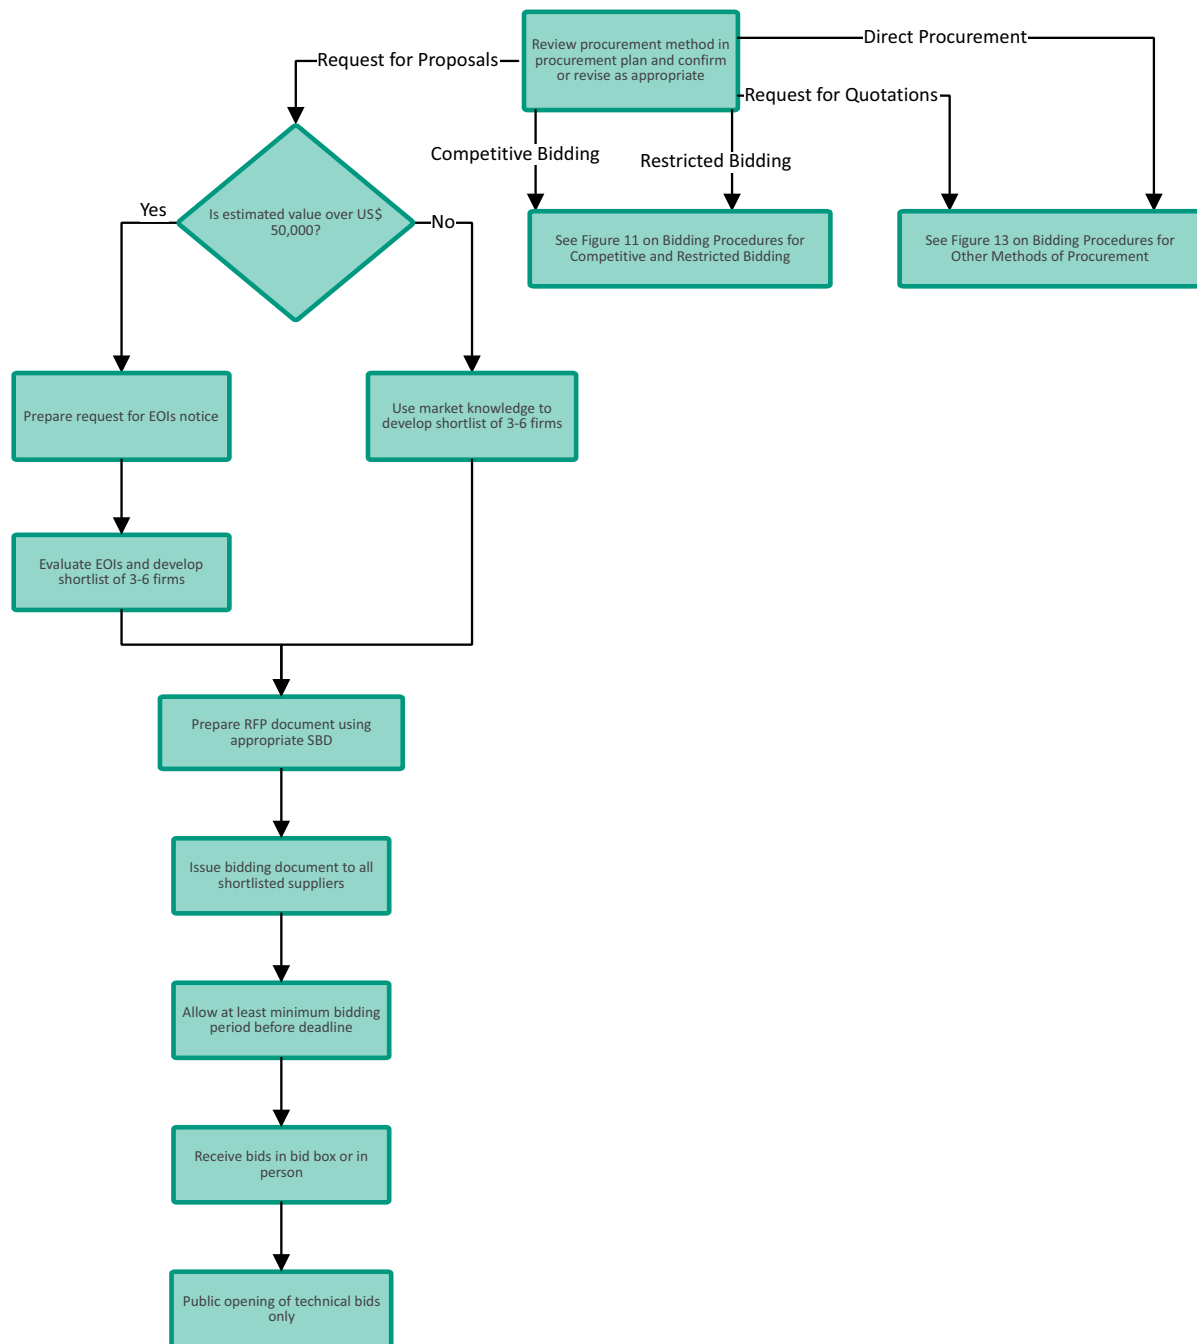 Review procurement method in
procurement plan and confirm
or revise as appropriate
Direct Procurement
Request for Proposals
Request for Quotations
Competitive Bidding
Restricted Bidding
Is estimated value over US$
50,000?
Yes
No
See Figure 11 on Bidding Procedures for
Competitive and Restricted Bidding
See Figure 13 on Bidding Procedures for
Other Methods of Procurement
Prepare request for EOIs notice
Use market knowledge to
develop shortlist of 3-6 firms
Evaluate EOIs and develop
shortlist of 3-6 firms
Prepare RFP document using
appropriate SBD
Issue bidding document to all
shortlisted suppliers
Allow at least minimum bidding
period before deadline
Receive bids in bid box or in
person
Public opening of technical bids
only